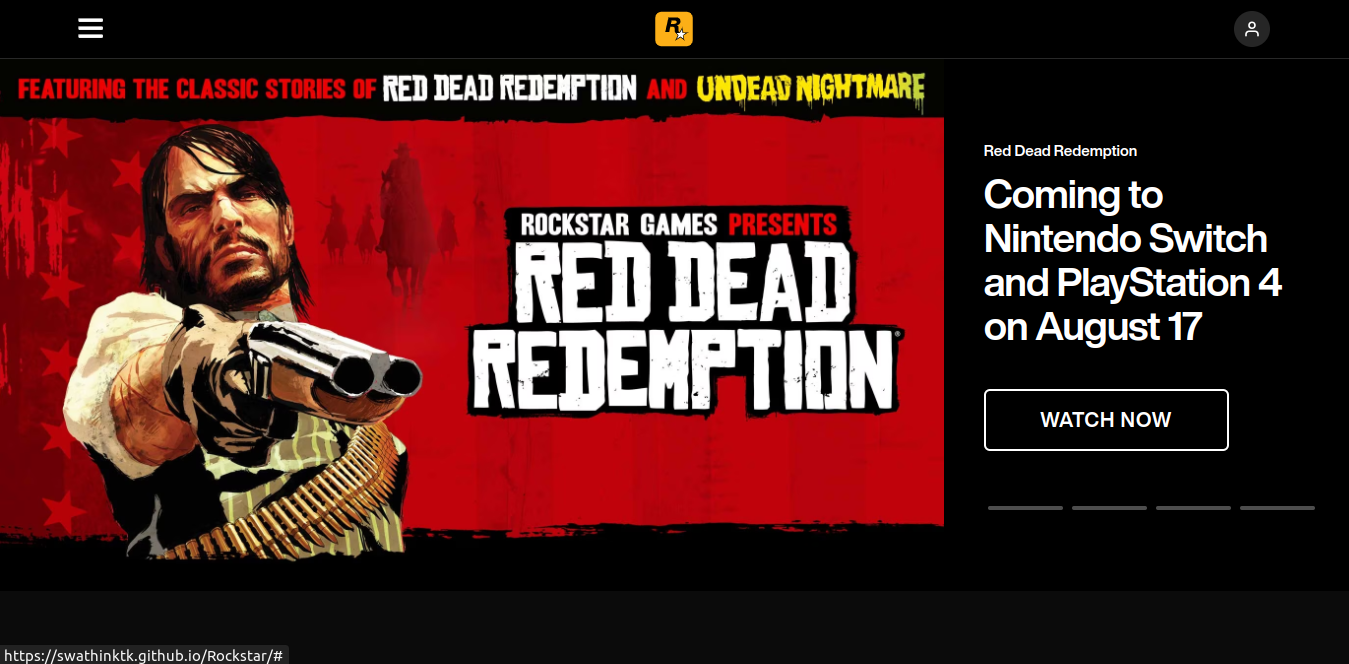 R
FEATURING THE CLASSIC STORIES OF RED DEAD REDEMPTION AND UNDEAD NIGHTMARE
ROCKSTAR GAMES PRESENTS
RED DEAD
REDEMPTION®
Red Dead Redemption
Coming to
Nintendo Switch
and PlayStation 4
on August 17
WATCH NOW
https://swathinktk.github.io/Rockstar/#